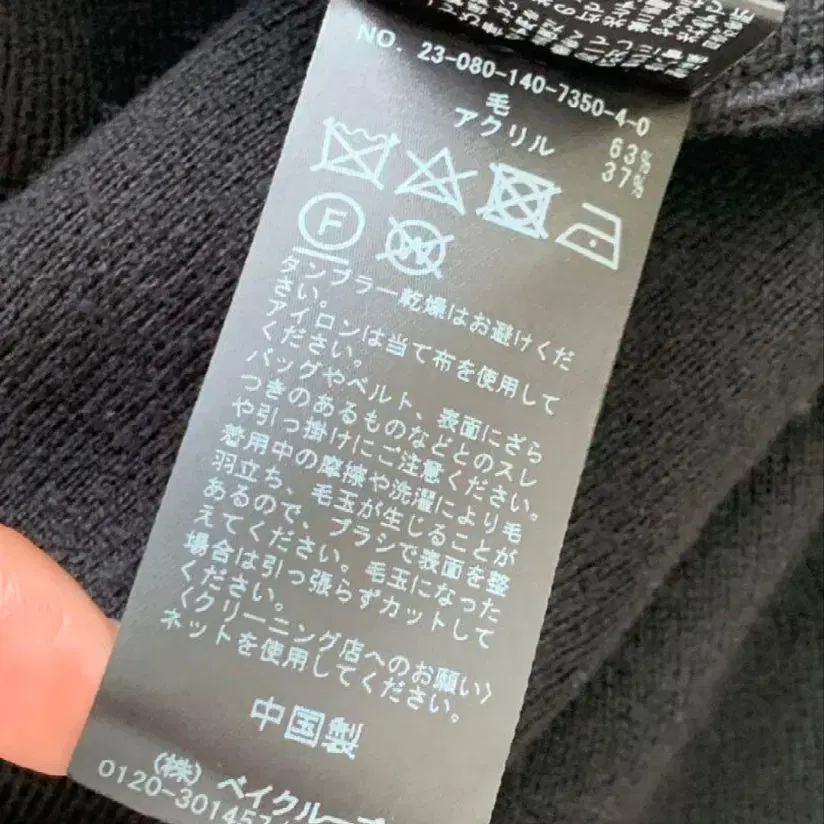 NO. 23-080-140-7350-4-0
毛 63%
アクリル 37%
F
W
タンブラー乾燥はお避けくだ
さい。
アイロンは当て布を使用して
ください。
バッグやベルト、表面にざら
つきのあるものなどとのスレ
や引っ掛けにご注意ください。
着用中の摩擦や洗濯により毛
羽立ち、毛玉が生じることが
あるので、ブラシで表面を整
えてください。毛玉になった
場合は引っ張らずカットして
ください。
〈クリーニング店へのお願い〉
ネットを使用してください。
中国製
(株) ベイクルーズ
0120-301457